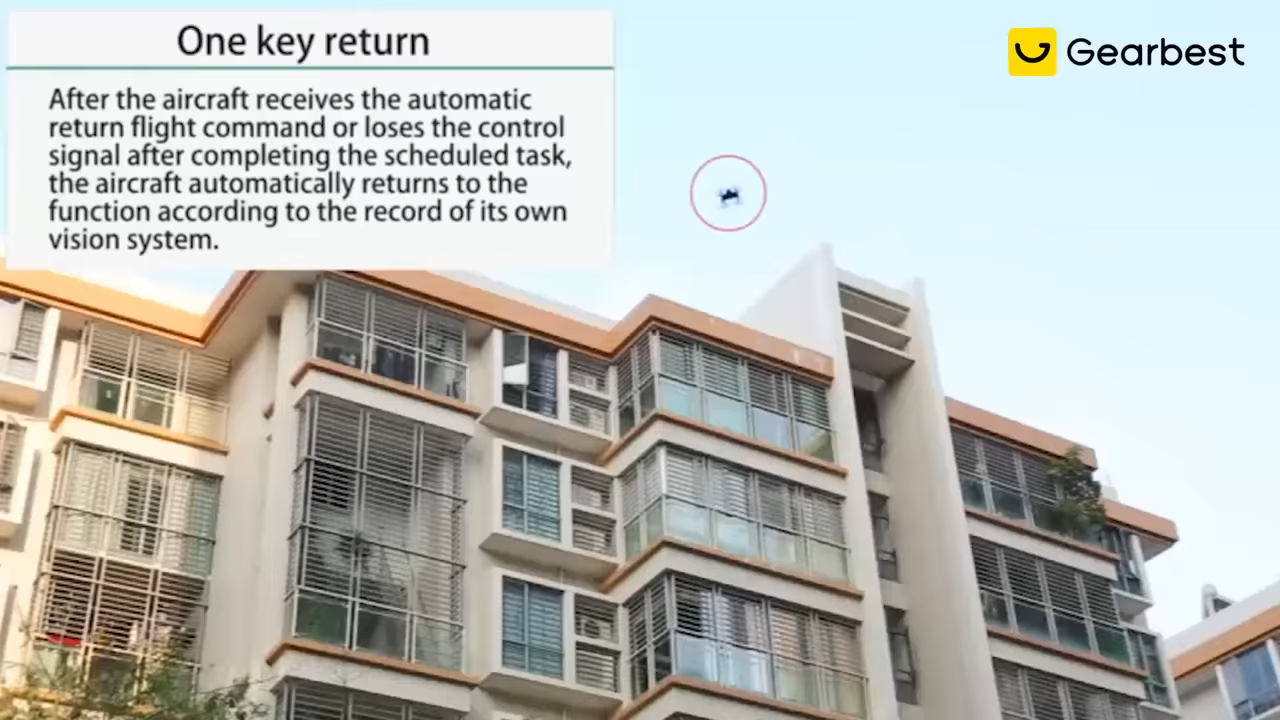 One key return
Gearbest
After the aircraft receives the automatic
return flight command or loses the control
signal after completing the scheduled task,
the aircraft automatically returns to the
function according to the record of its own
vision system.